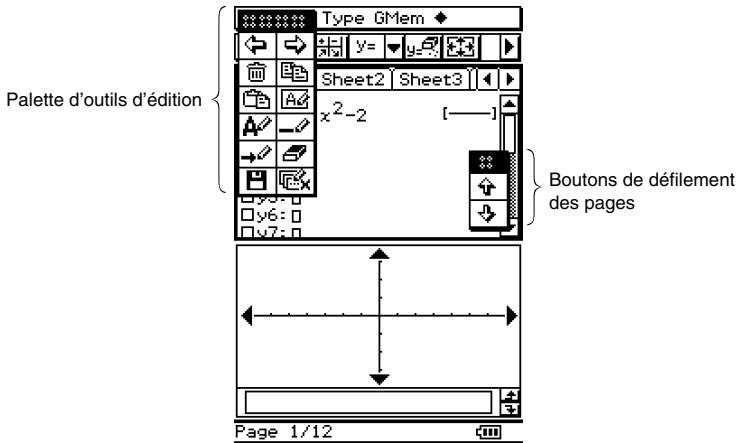 Type GMem ◆
y=
Palette d'outils d'édition
Sheet2 Sheet3
x²-2 [—]
Boutons de défilement
des pages
y6:
y7:
Page 1/12